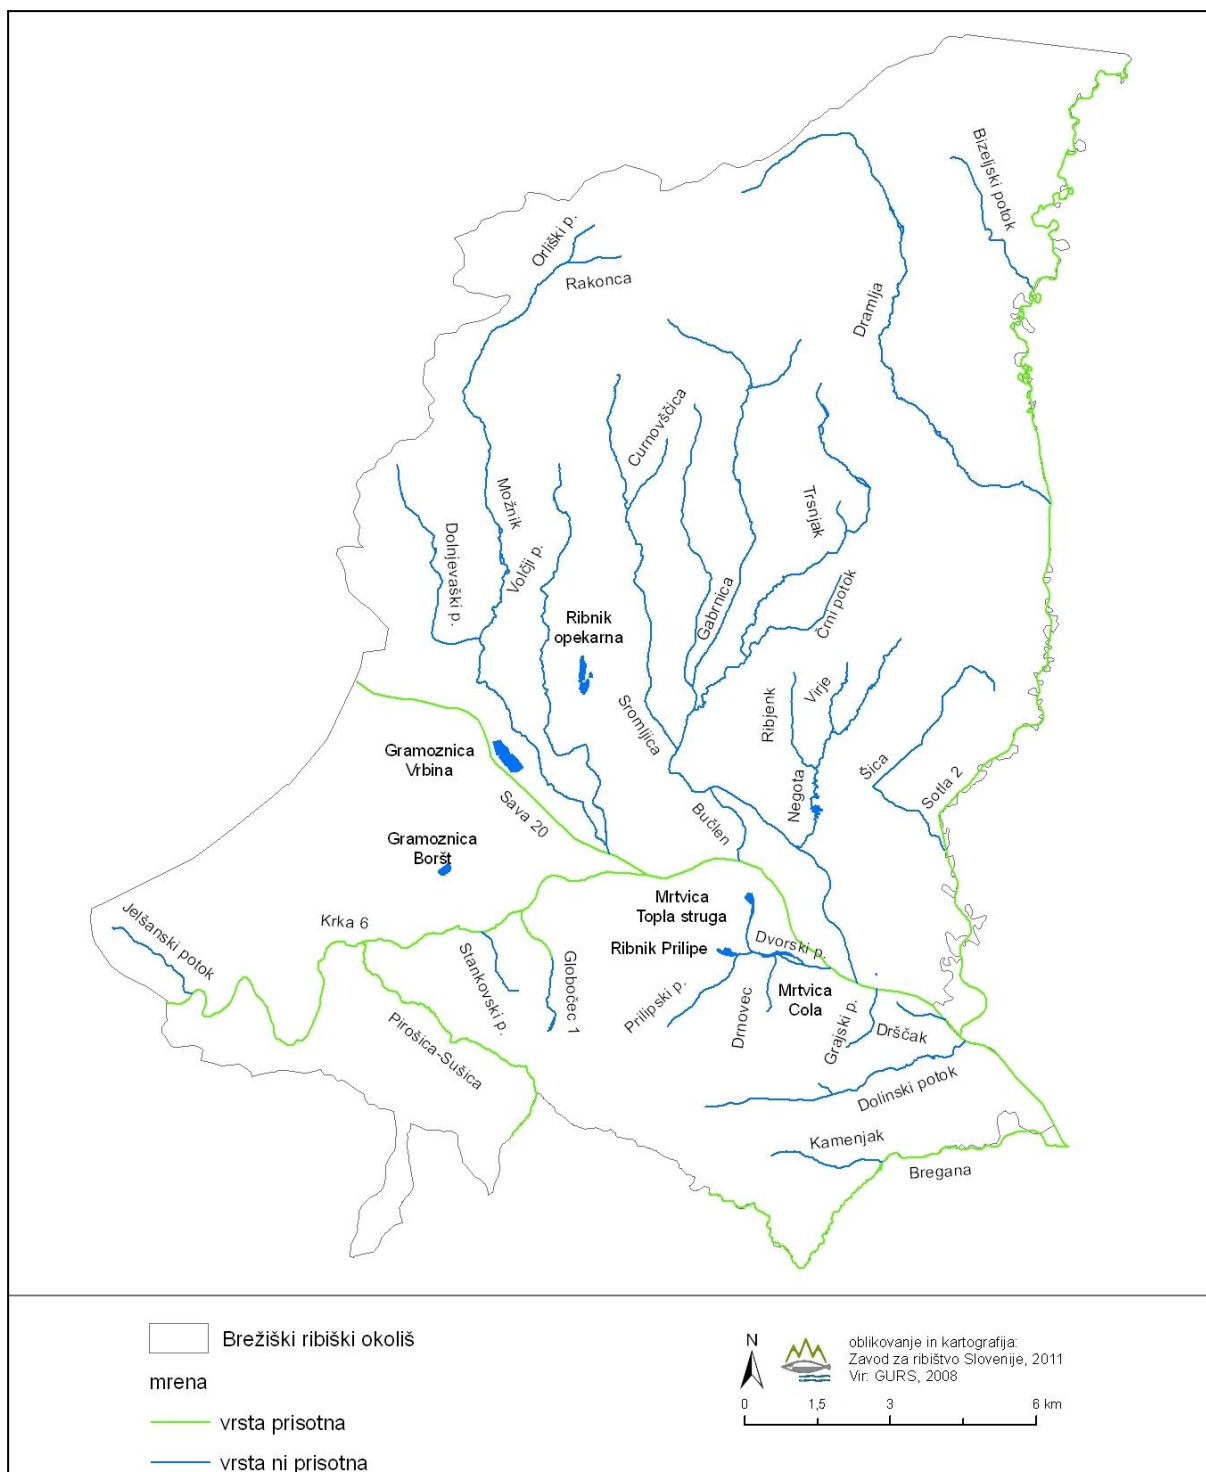 Bizeljski potok
Orliški p.
Rakonca
Dramlja
Curnovščica
Možnik
Trsnjak
Dolnjevaški p.
Volčji p.
Črni potok
Gabrnica
Ribnik
opekarna
Virje
Ribjenk
Sromljica
Gramoznica
Vrbina
Šica
Sotla 2
Negota
Sava 20
Bučlen
Gramoznica
Boršt
Mrtvica
Topla struga
Jelšanski potok
Krka 6
Ribnik Prilipe
Dvorski p.
Stankovski p.
Globočec 1
Prilipski p.
Drnovec
Mrtvica
Cola
Grajski p.
Drščak
Pirošica-Sušica
Dolinski potok
Kamenjak
Bregana
Brežiški ribiški okoliš
mrena
vrsta prisotna
vrsta ni prisotna
N
oblikovanje in kartografija:
Zavod za ribištvo Slovenije, 2011
Vir: GURS, 2008
0 1,5 3 6 km